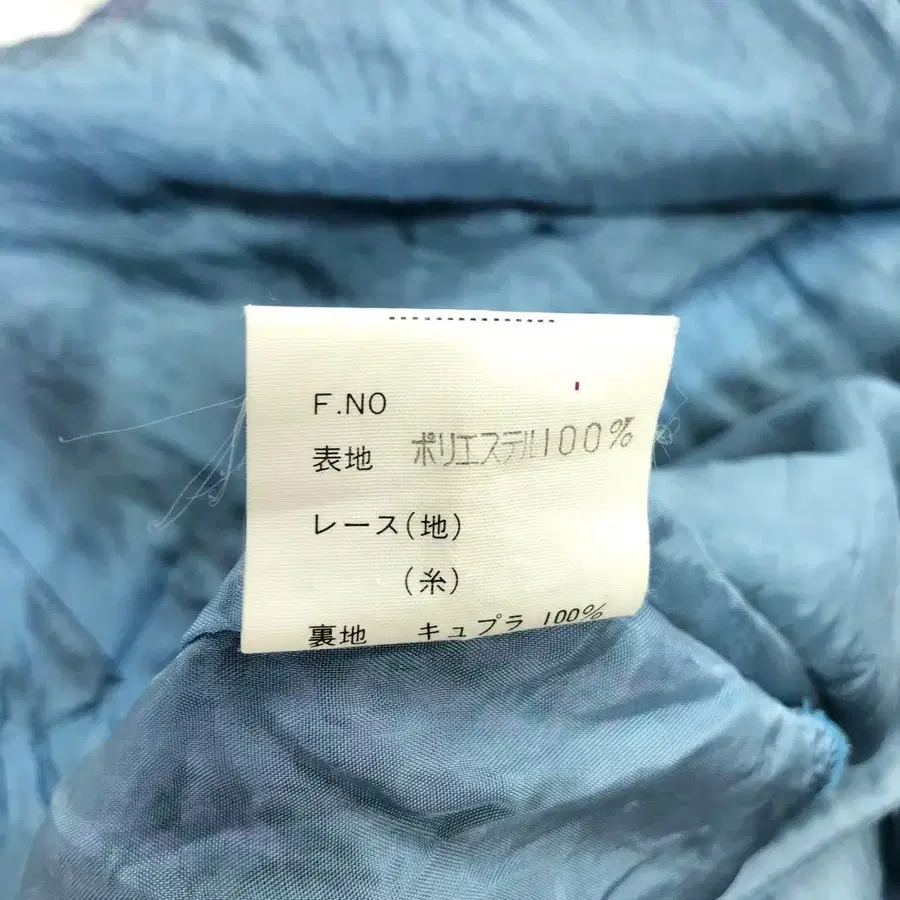 F.NO
表地 ポリエステル100%
レース(地)
(糸)
裏地 キュプラ 100%